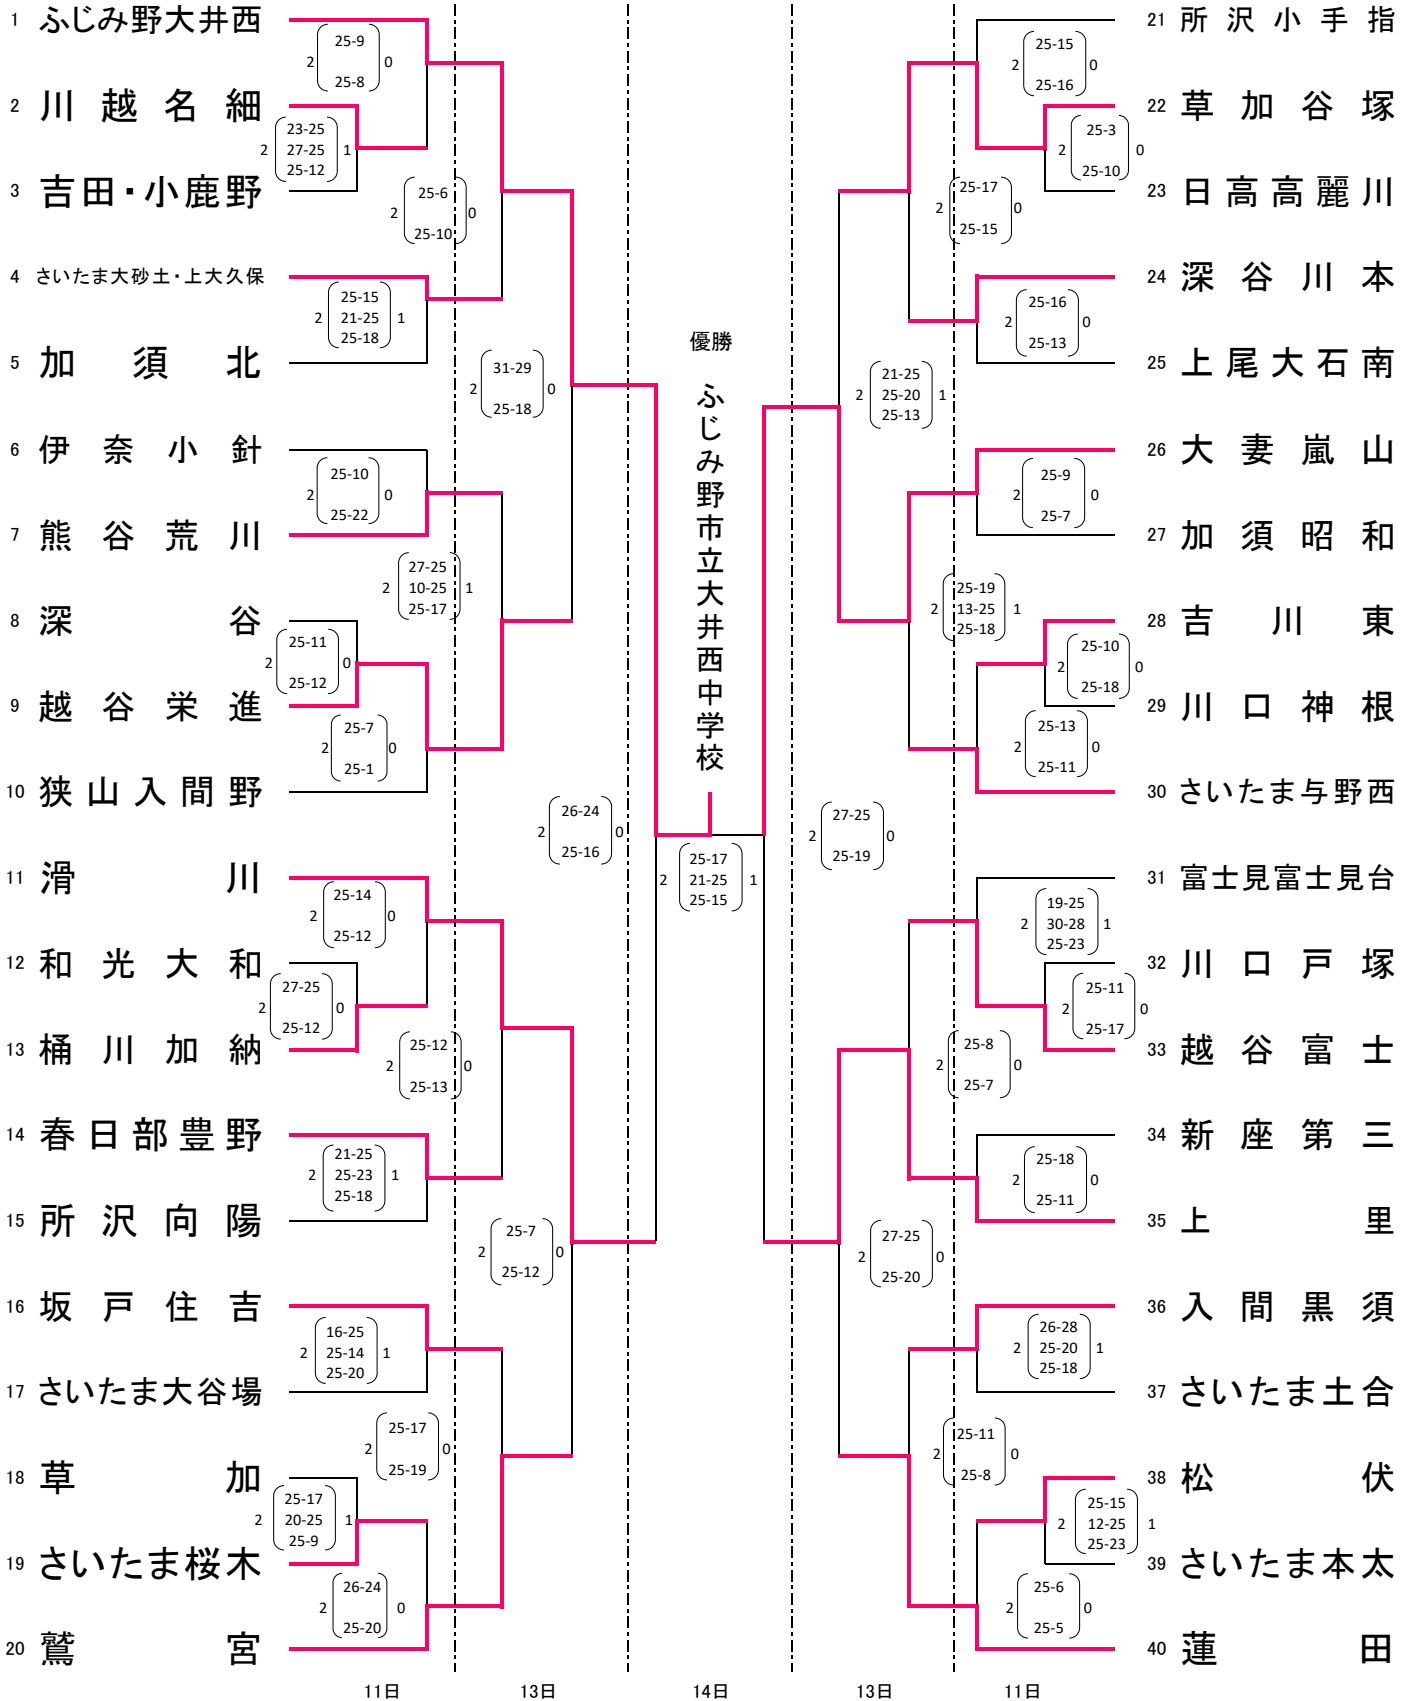 1 ふじみ野大井西
25-9
2 0
25-8
2 川越名細
23-25
2 27-25 1
25-12
3 吉田・小鹿野
25-6
2 0
25-10
4 さいたま大砂土・上大久保
25-15
2 21-25 1
25-18
5 加須北
31-29
2 0
25-18
6 伊奈小針
25-10
2 0
25-22
7 熊谷荒川
27-25
2 10-25 1
25-17
8 深谷
25-11
2 0
25-12
9 越谷栄進
25-7
2 0
25-1
10 狭山入間野
26-24
2 0
25-16
11 滑川
25-14
2 0
25-12
12 和光大和
27-25
2 0
25-12
13 桶川加納
25-12
2 0
25-13
14 春日部豊野
21-25
2 25-23 1
25-18
15 所沢向陽
25-7
2 0
25-12
16 坂戸住吉
16-25
2 25-14 1
25-20
17 さいたま大谷場
25-17
2 0
25-19
18 草加
25-17
2 20-25 1
25-9
19 さいたま桜木
26-24
2 0
25-20
20 鷲宮
優勝
ふじみ野市立大井西中学校
25-17
2 21-25 1
25-15
21 所沢小手指
25-15
2 0
25-16
22 草加谷塚
25-3
2 0
25-10
23 日高高麗川
25-17
2 0
25-15
24 深谷川本
25-16
2 0
25-13
25 上尾大石南
21-25
2 25-20 1
25-13
26 大妻嵐山
25-9
2 0
25-7
27 加須昭和
25-19
2 13-25 1
25-18
28 吉川東
25-10
2 0
25-18
29 川口神根
25-13
2 0
25-11
30 さいたま与野西
27-25
2 0
25-19
31 富士見富士見台
19-25
2 30-28 1
25-23
32 川口戸塚
25-11
2 0
25-17
33 越谷富士
25-8
2 0
25-7
34 新座第三
25-18
2 0
25-11
35 上里
27-25
2 0
25-20
36 入間黒須
26-28
2 25-20 1
25-18
37 さいたま土合
25-11
2 0
25-8
38 松伏
25-15
2 12-25 1
25-23
39 さいたま本太
25-6
2 0
25-5
40 蓮田
11日 13日 14日 13日 11日